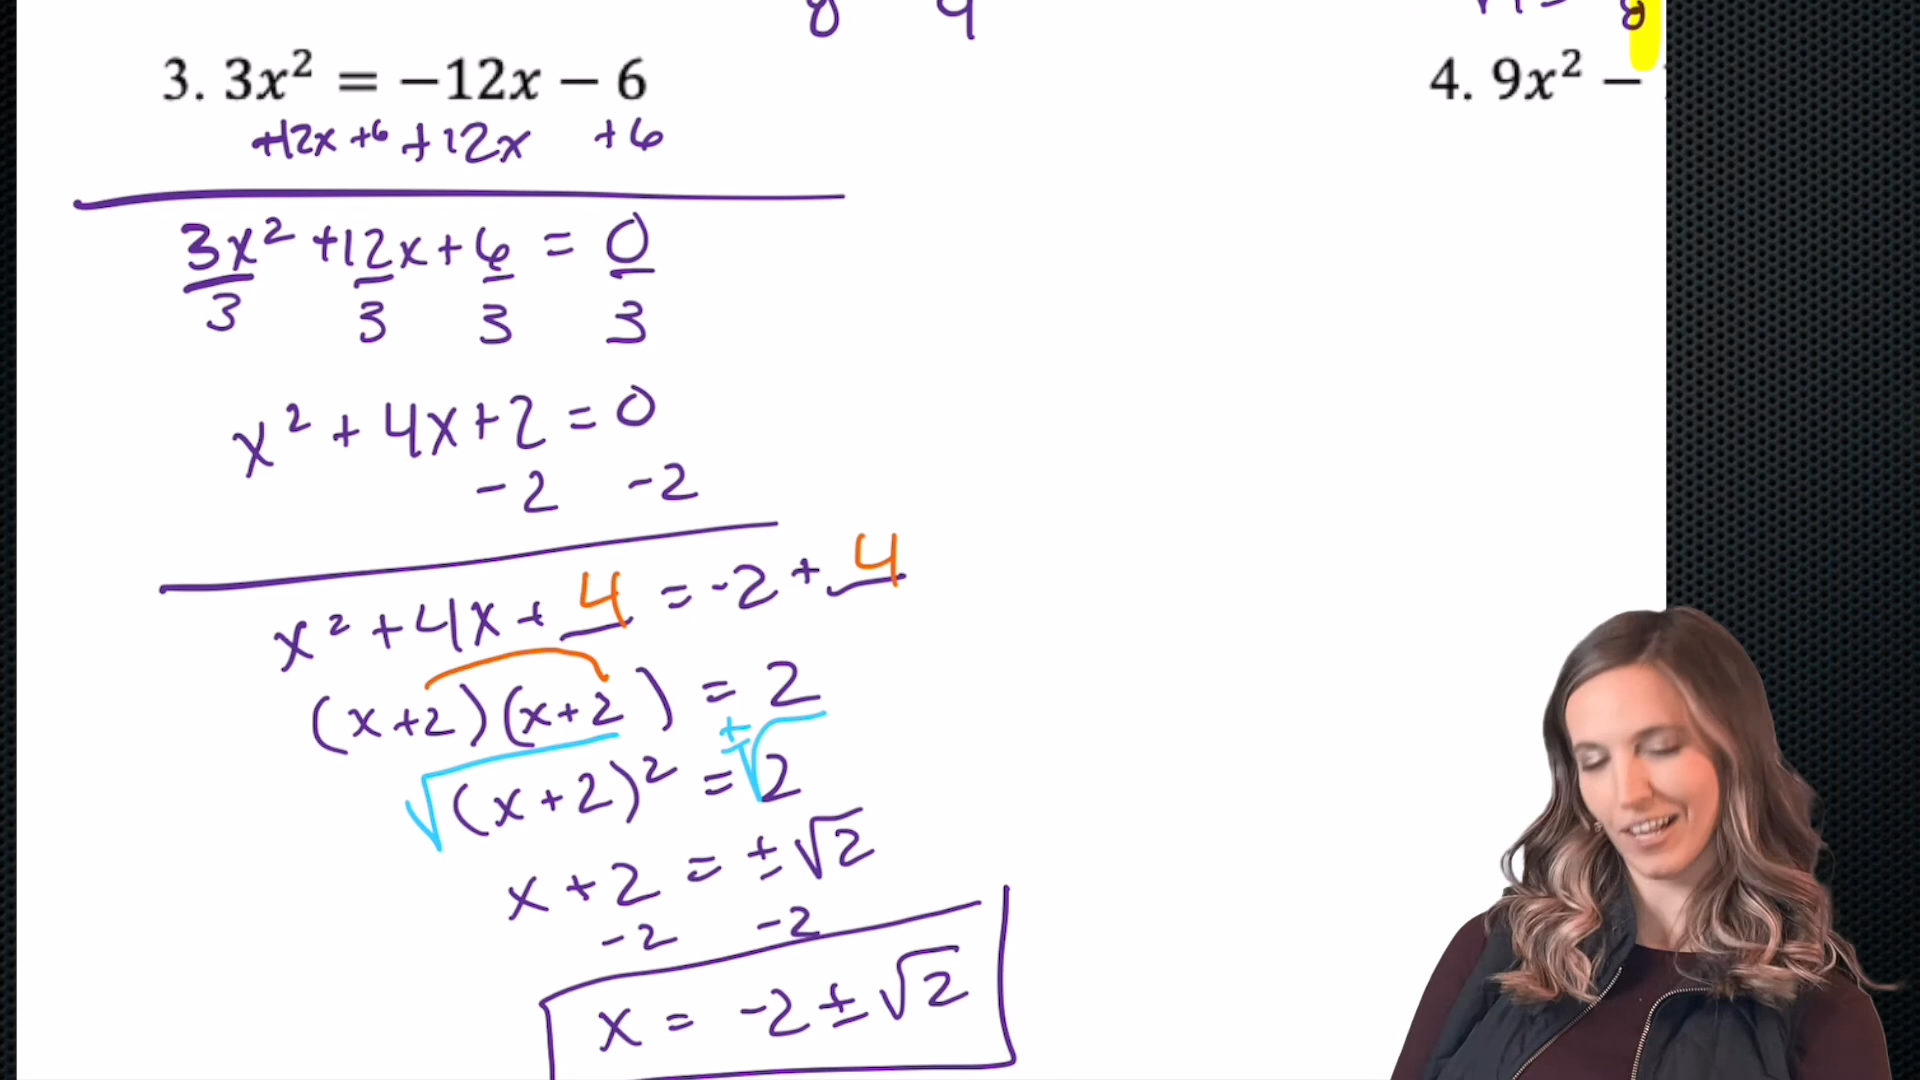 8 4
8
3. 3x² = −12x − 6
4. 9x² −
+12x +6 +12x +6
3x² + 12x + 6 = 0
3 3 3 3
x² + 4x + 2 = 0
-2 -2
x² + 4x + 4 = -2 + 4
(x+2)(x+2) = 2
√(x+2)² = ±√2
x + 2 = ±√2
-2 -2
x = -2 ± √2